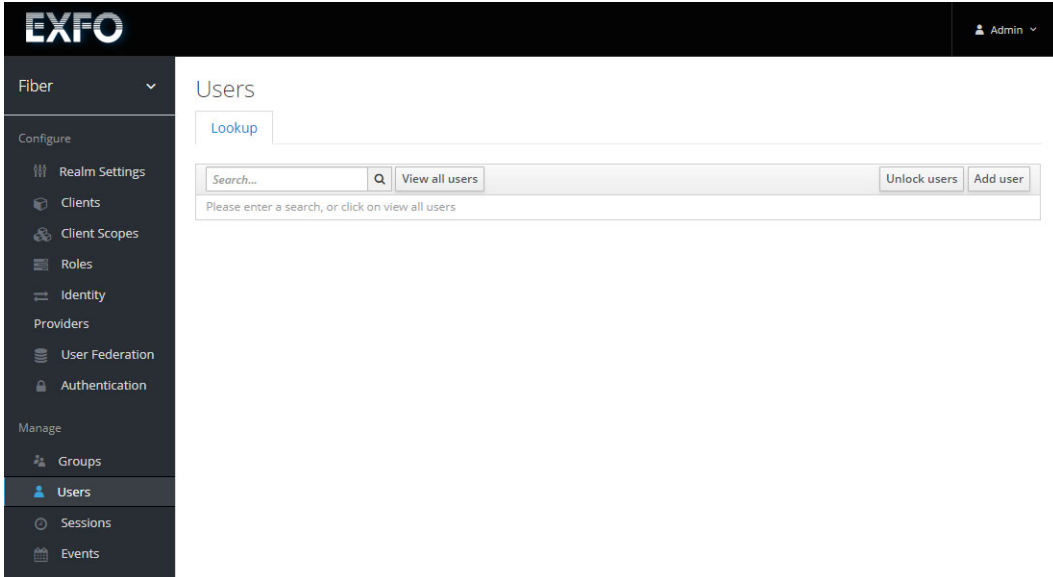 EXFO
Admin
Fiber
Configure
Realm Settings
Clients
Client Scopes
Roles
Identity
Providers
User Federation
Authentication
Manage
Groups
Users
Sessions
Events
Users
Lookup
Search... View all users Unlock users Add user
Please enter a search, or click on view all users